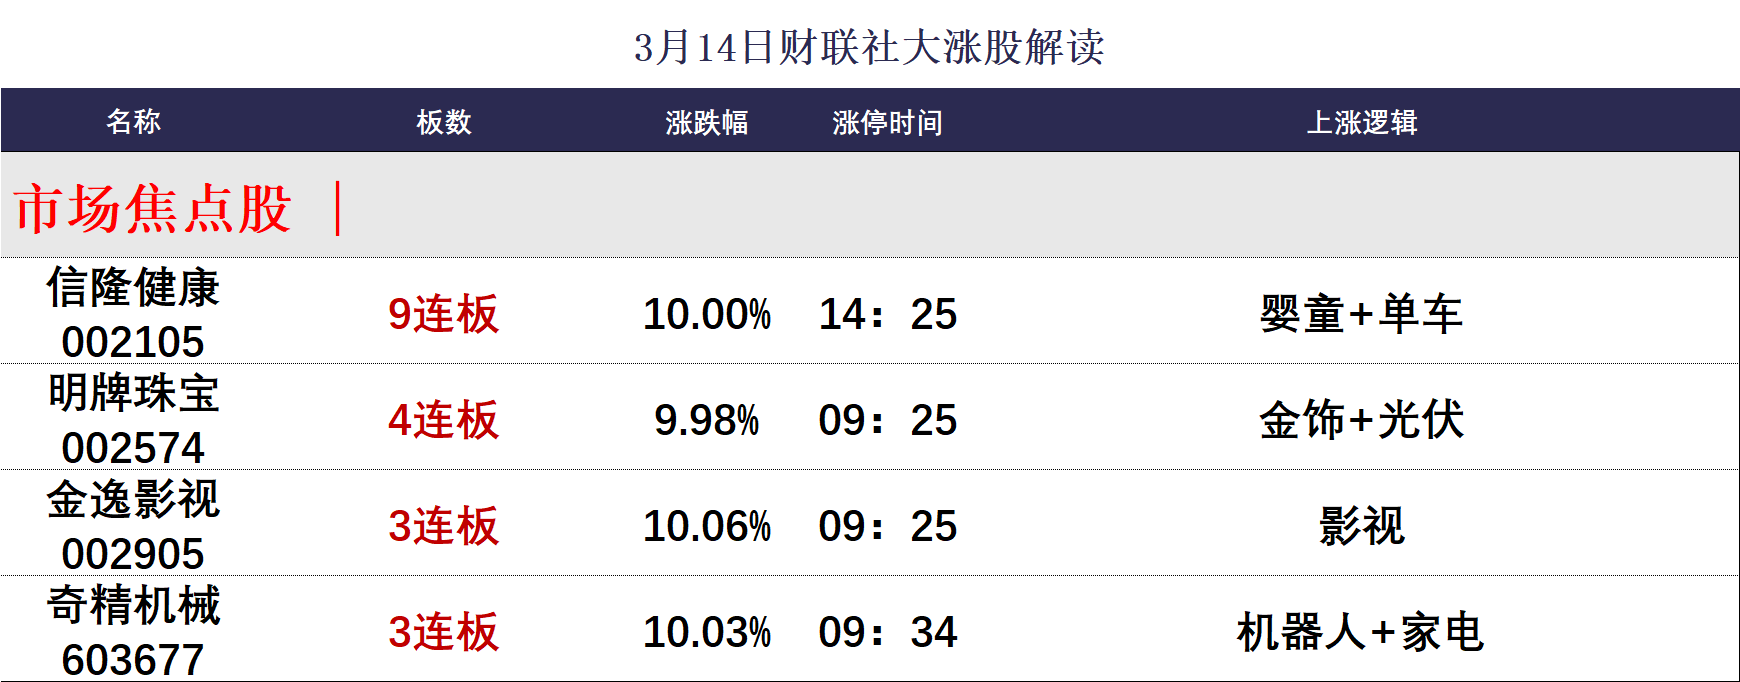 3月14日财联社大涨股解读
名称 板数 涨跌幅 涨停时间 上涨逻辑
市场焦点股 |
信隆健康
002105 9连板 10.00% 14：25 婴童+单车
明牌珠宝
002574 4连板 9.98% 09：25 金饰+光伏
金逸影视
002905 3连板 10.06% 09：25 影视
奇精机械
603677 3连板 10.03% 09：34 机器人+家电